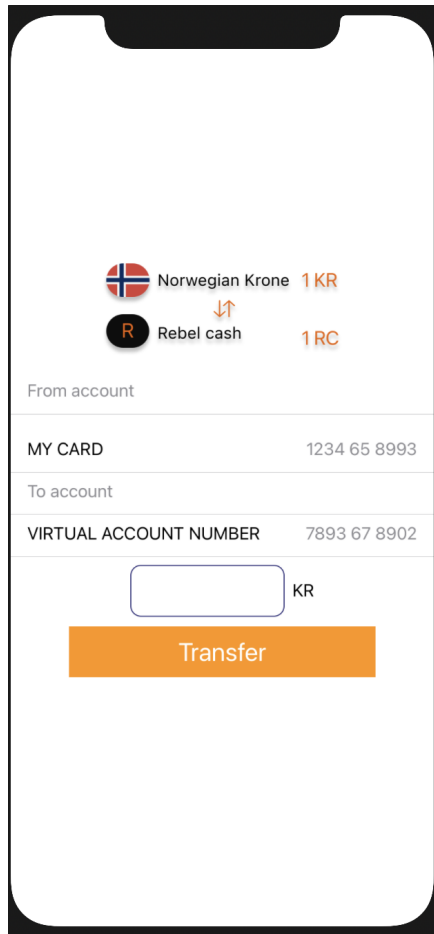 Norwegian Krone 1 KR
R Rebel cash 1 RC
From account
MY CARD 1234 65 8993
To account
VIRTUAL ACCOUNT NUMBER 7893 67 8902
KR
Transfer